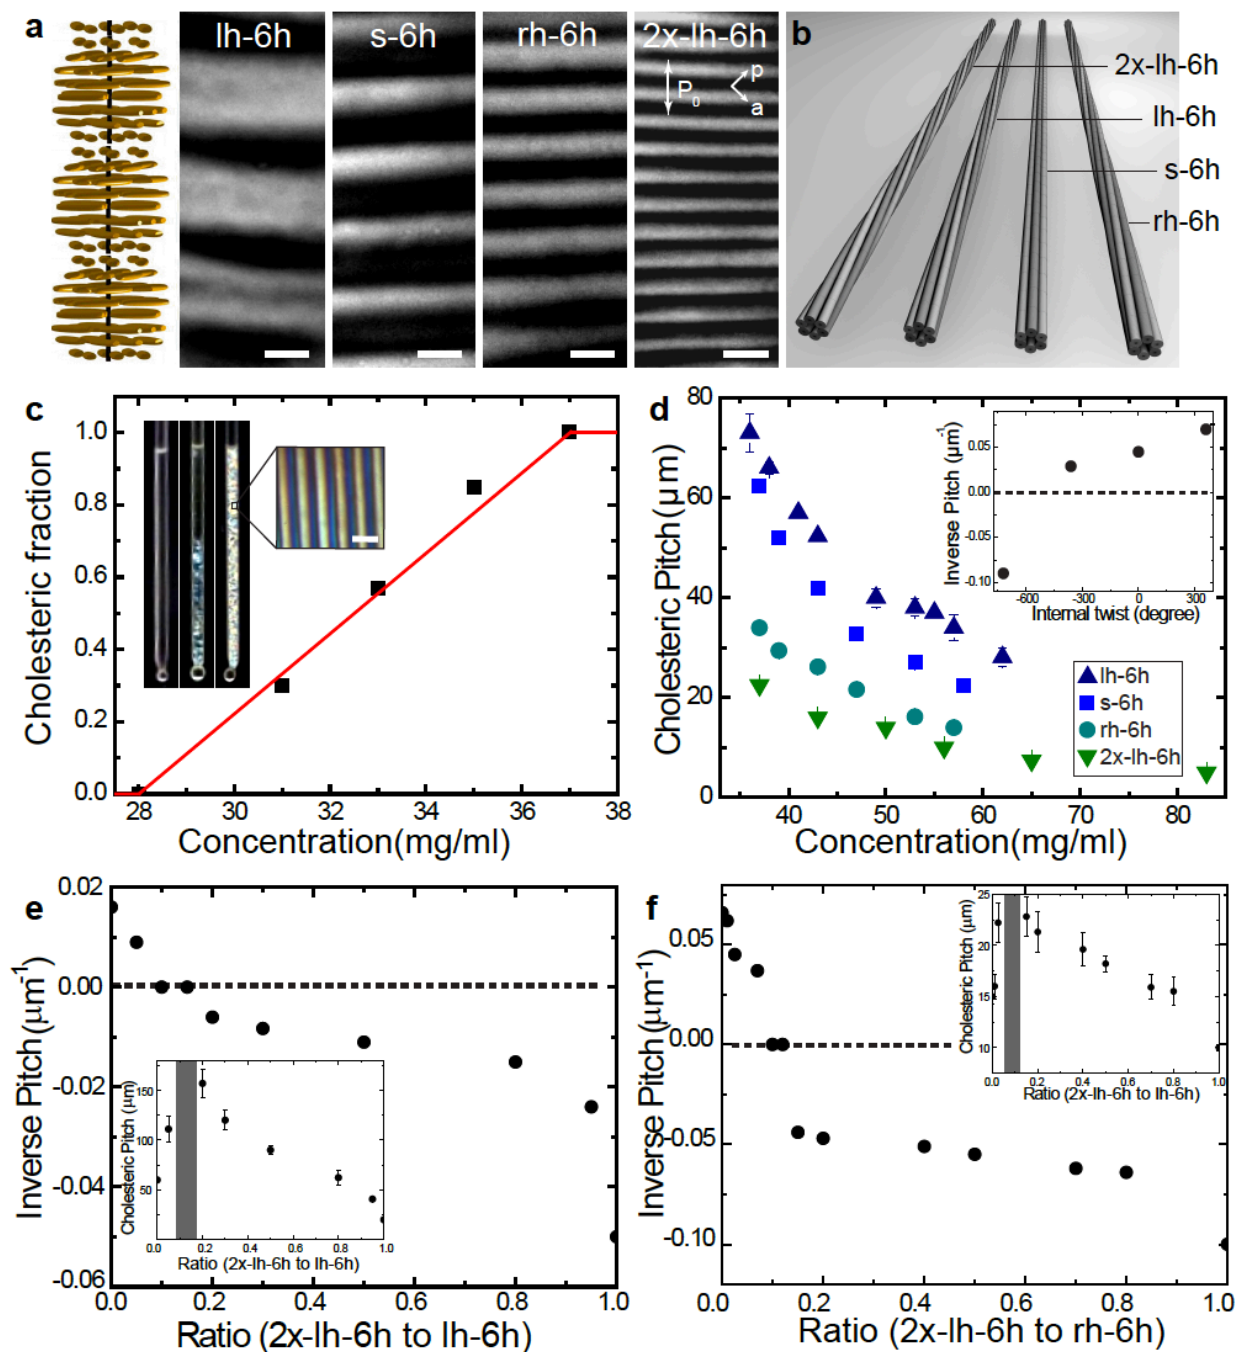 a
lh-6h
s-6h
rh-6h
2x-lh-6h
P0
p
a
b
2x-lh-6h
lh-6h
s-6h
rh-6h
c
Cholesteric fraction
1.0
0.8
0.6
0.4
0.2
0.0
28
30
32
34
36
38
Concentration(mg/ml)
d
Cholesteric Pitch(μm)
80
60
40
20
0
40
50
60
70
80
Concentration(mg/ml)
Inverse Pitch (μm-1)
0.05
0.00
-0.05
-0.10
-600
-300
0
300
Internal twist (degree)
lh-6h
s-6h
rh-6h
2x-lh-6h
e
Inverse Pitch(μm-1)
0.02
0.00
-0.02
-0.04
-0.06
0.0
0.2
0.4
0.6
0.8
1.0
Ratio (2x-lh-6h to lh-6h)
Cholesteric Pitch (μm)
150
100
50
0.0
0.2
0.4
0.6
0.8
1.0
Ratio (2x-lh-6h to lh-6h)
f
Inverse Pitch(μm-1)
0.05
0.00
-0.05
-0.10
0.0
0.2
0.4
0.6
0.8
1.0
Ratio (2x-lh-6h to rh-6h)
Cholesteric Pitch (μm)
25
20
15
10
0.0
0.2
0.4
0.6
0.8
1.0
Ratio (2x-lh-6h to lh-6h)